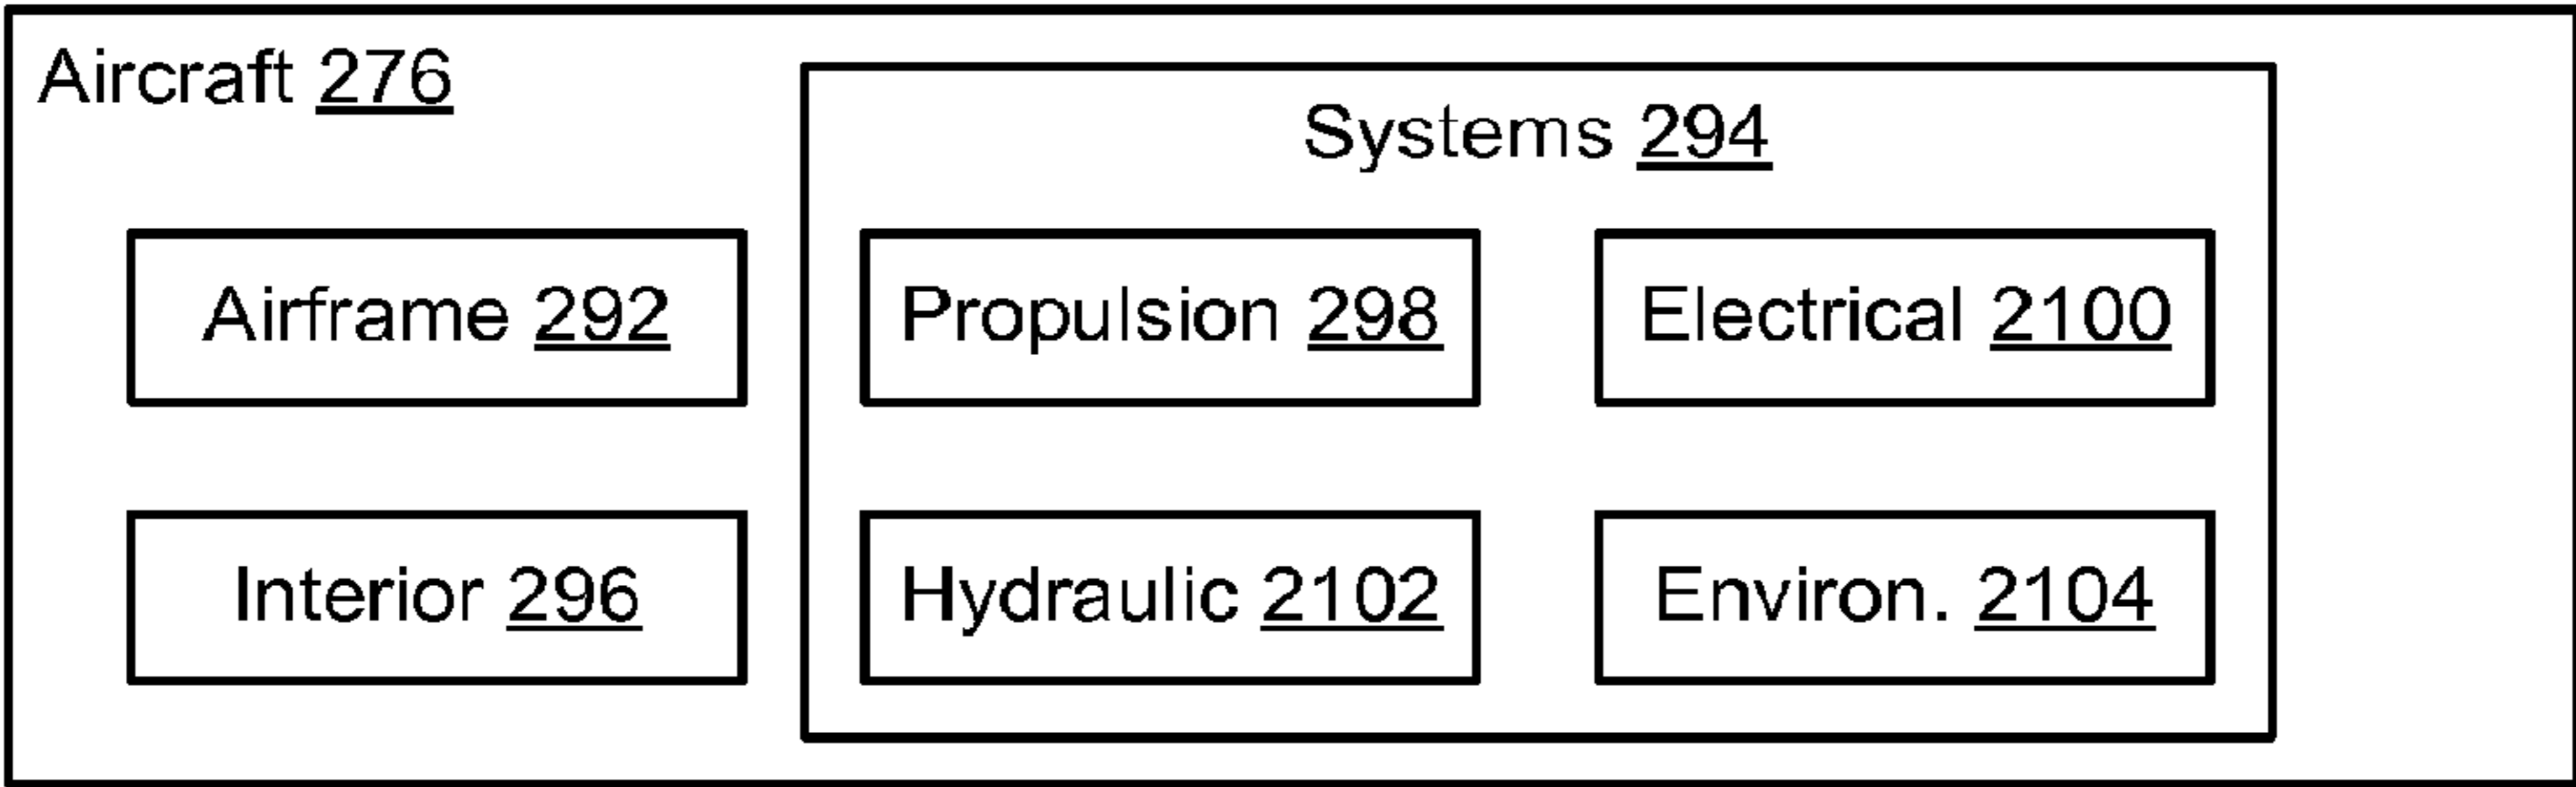 Aircraft 276
Systems 294
Airframe 292
Propulsion 298
Electrical 2100
Interior 296
Hydraulic 2102
Environ. 2104